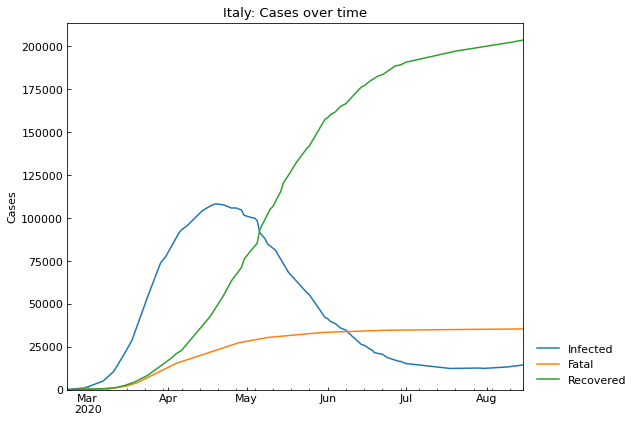 Italy: Cases over time
200000
175000
150000
125000
100000
75000
50000
25000
0
Cases
Mar
2020
Apr
May
Jun
Jul
Aug
Infected
Fatal
Recovered